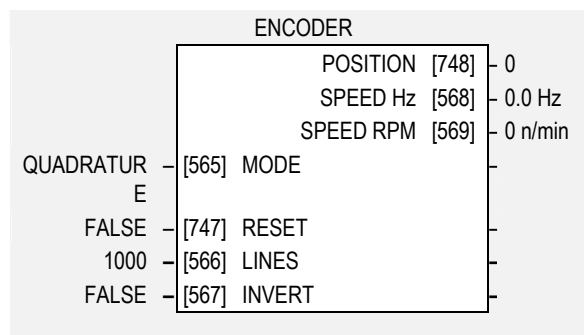 ENCODER
POSITION [748] – 0
SPEED Hz [568] – 0.0 Hz
SPEED RPM [569] – 0 n/min
QUADRATUR – [565] MODE –
E
FALSE – [747] RESET –
1000 – [566] LINES –
FALSE – [567] INVERT –